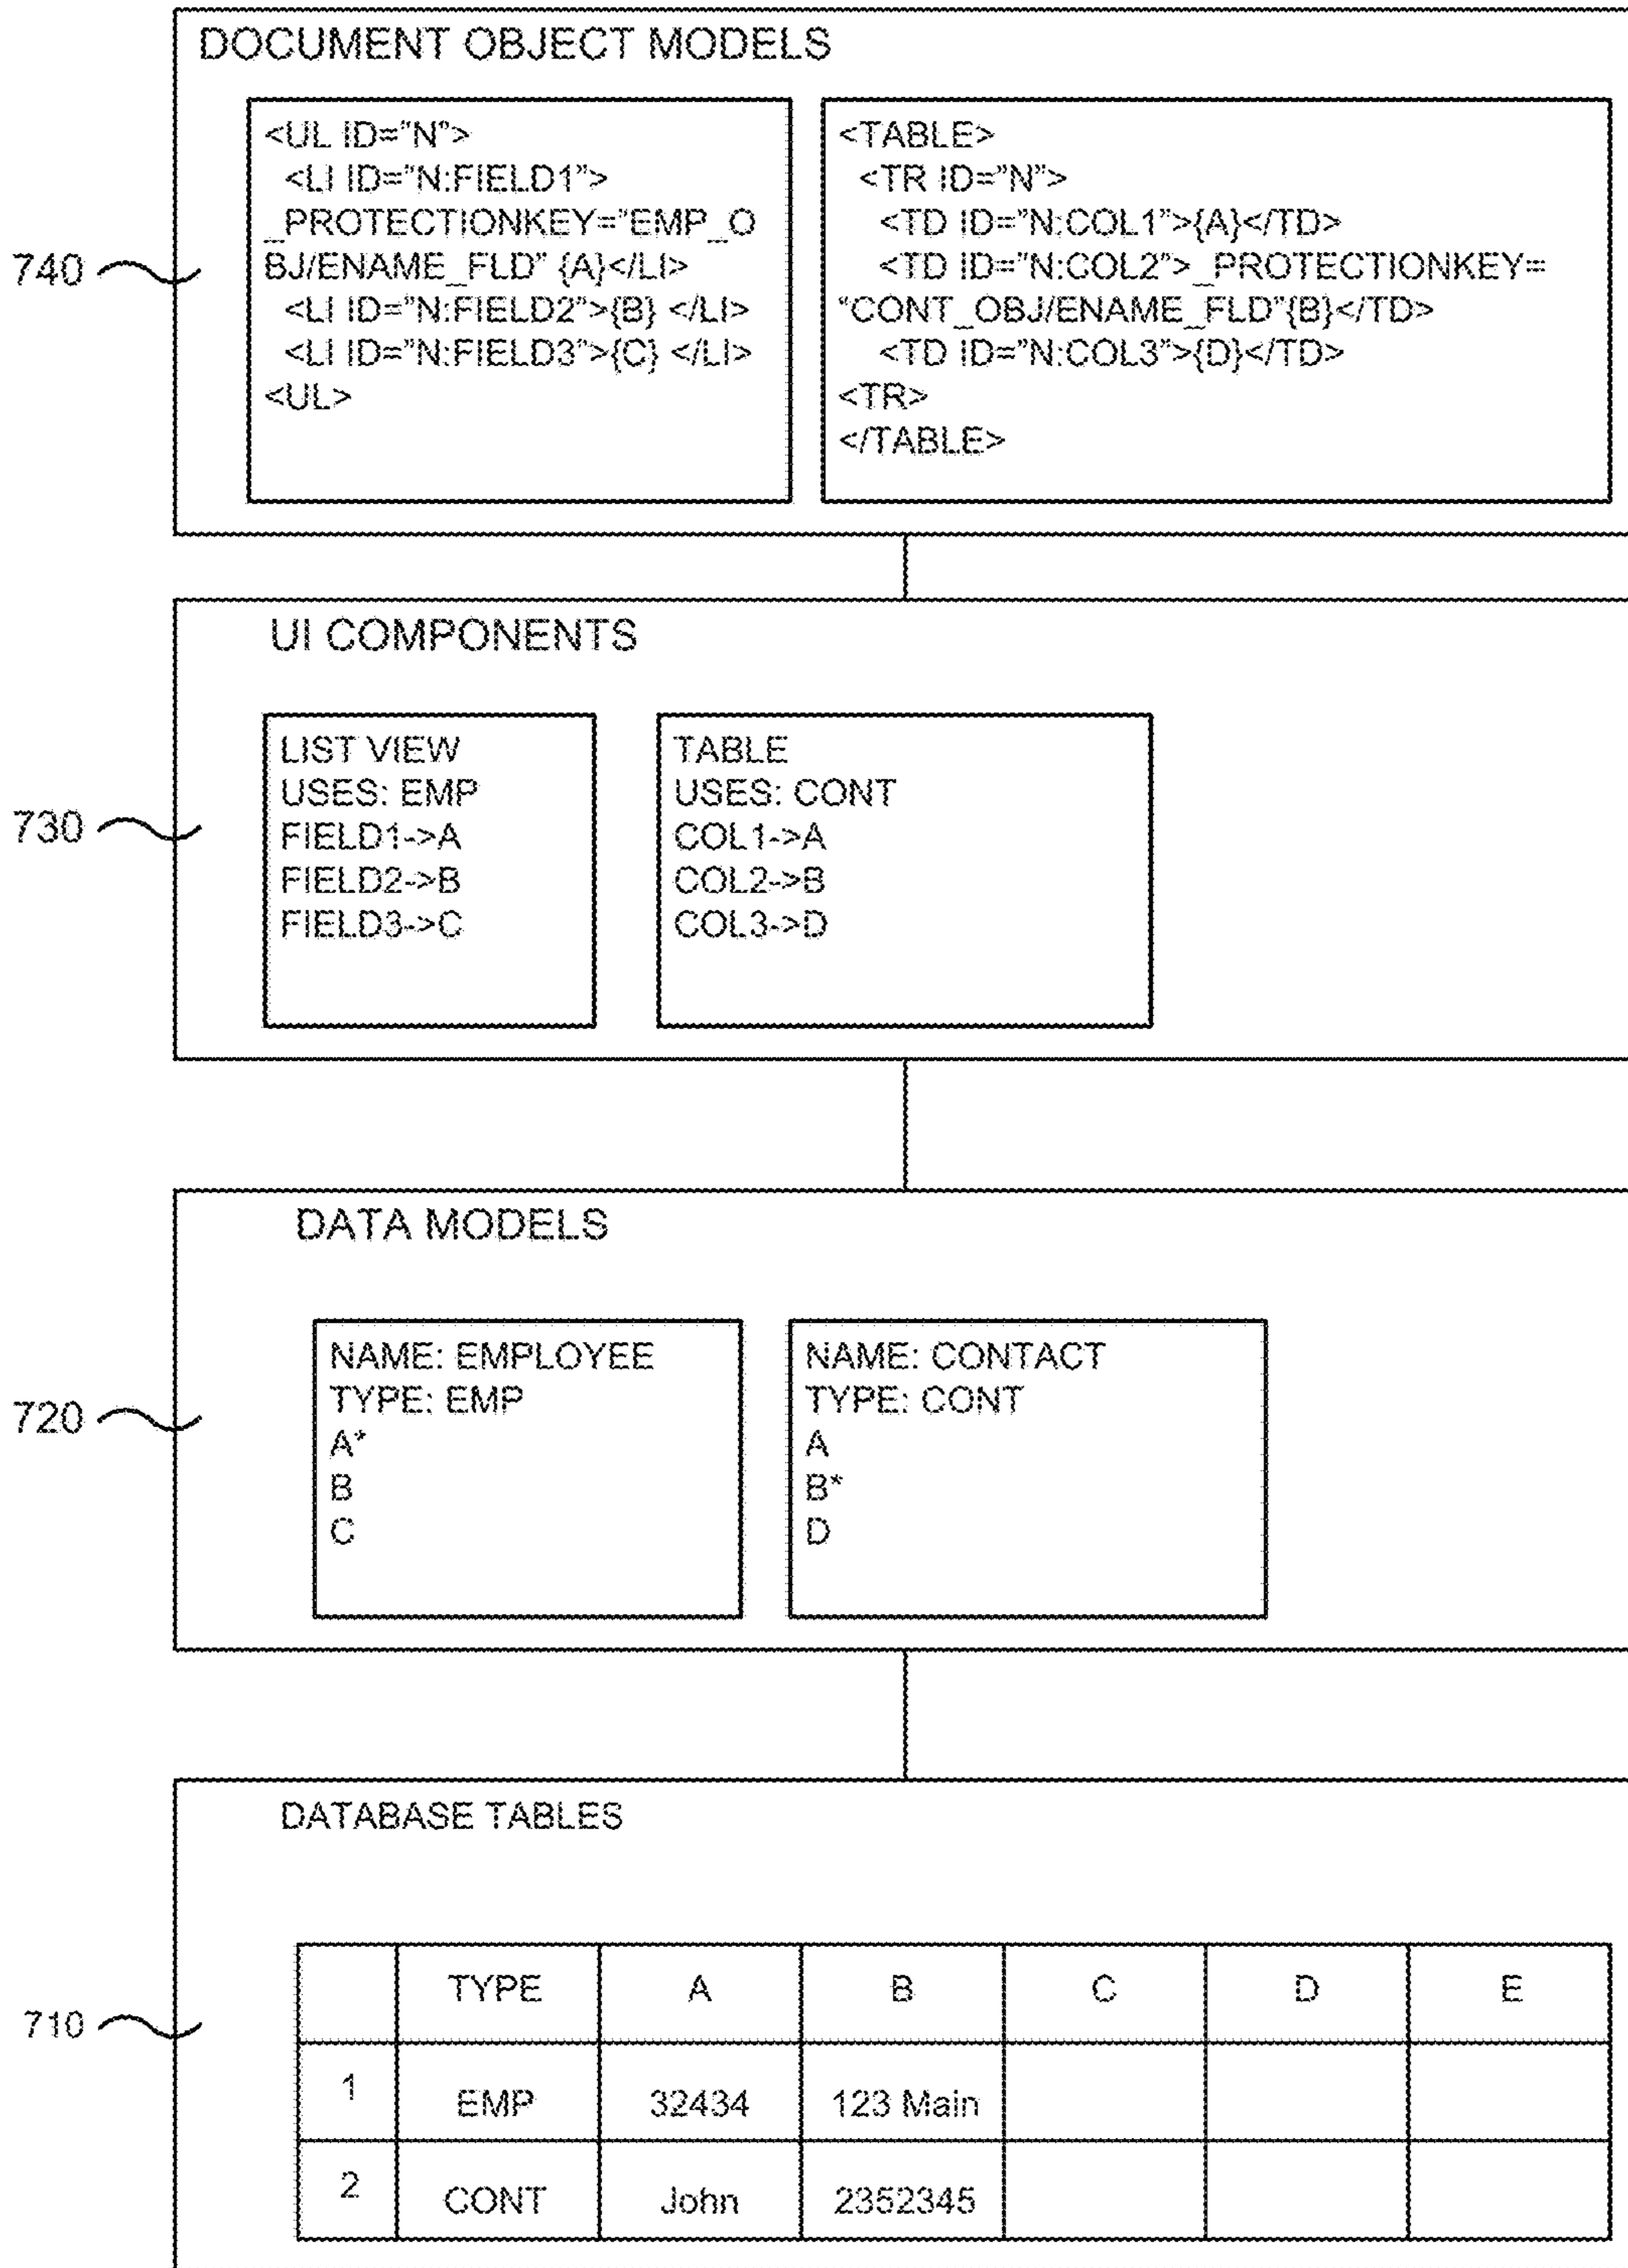 DOCUMENT OBJECT MODELS
<UL ID="N">
<LI ID="N:FIELD1">
_PROTECTIONKEY="EMP_O
BJ/ENAME_FLD" {A}</LI>
<LI ID="N:FIELD2">{B} </LI>
<LI ID="N:FIELD3">{C} </LI>
<UL>
<TABLE>
<TR ID="N">
<TD ID="N:COL1">{A}</TD>
<TD ID="N:COL2">_PROTECTIONKEY=
"CONT_OBJ/ENAME_FLD"{B}</TD>
<TD ID="N:COL3">{D}</TD>
<TR>
</TABLE>
740
UI COMPONENTS
LIST VIEW
USES: EMP
FIELD1->A
FIELD2->B
FIELD3->C
TABLE
USES: CONT
COL1->A
COL2->B
COL3->D
730
DATA MODELS
NAME: EMPLOYEE
TYPE: EMP
A*
B
C
NAME: CONTACT
TYPE: CONT
A
B*
D
720
DATABASE TABLES
TYPE A B C D E
1 EMP 32434 123 Main
2 CONT John 2352345
710